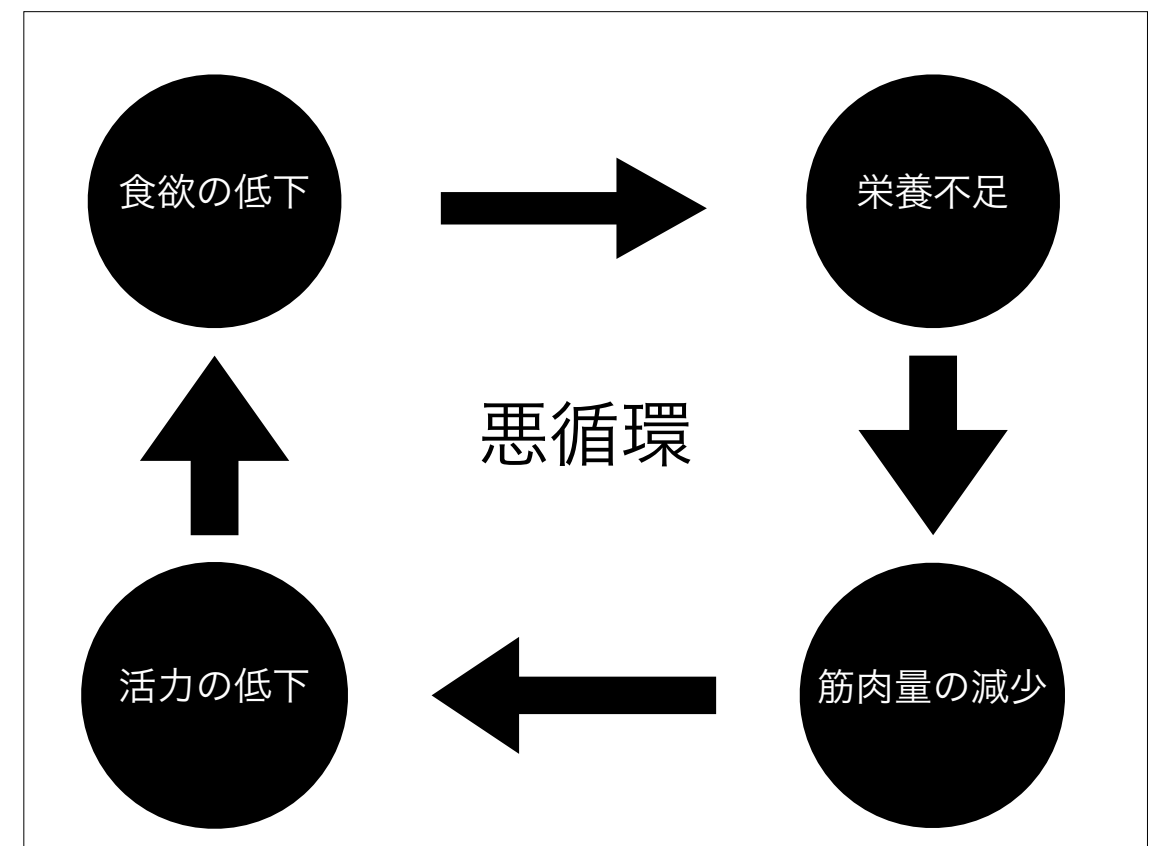 食欲の低下
栄養不足
悪循環
活力の低下
筋肉量の減少